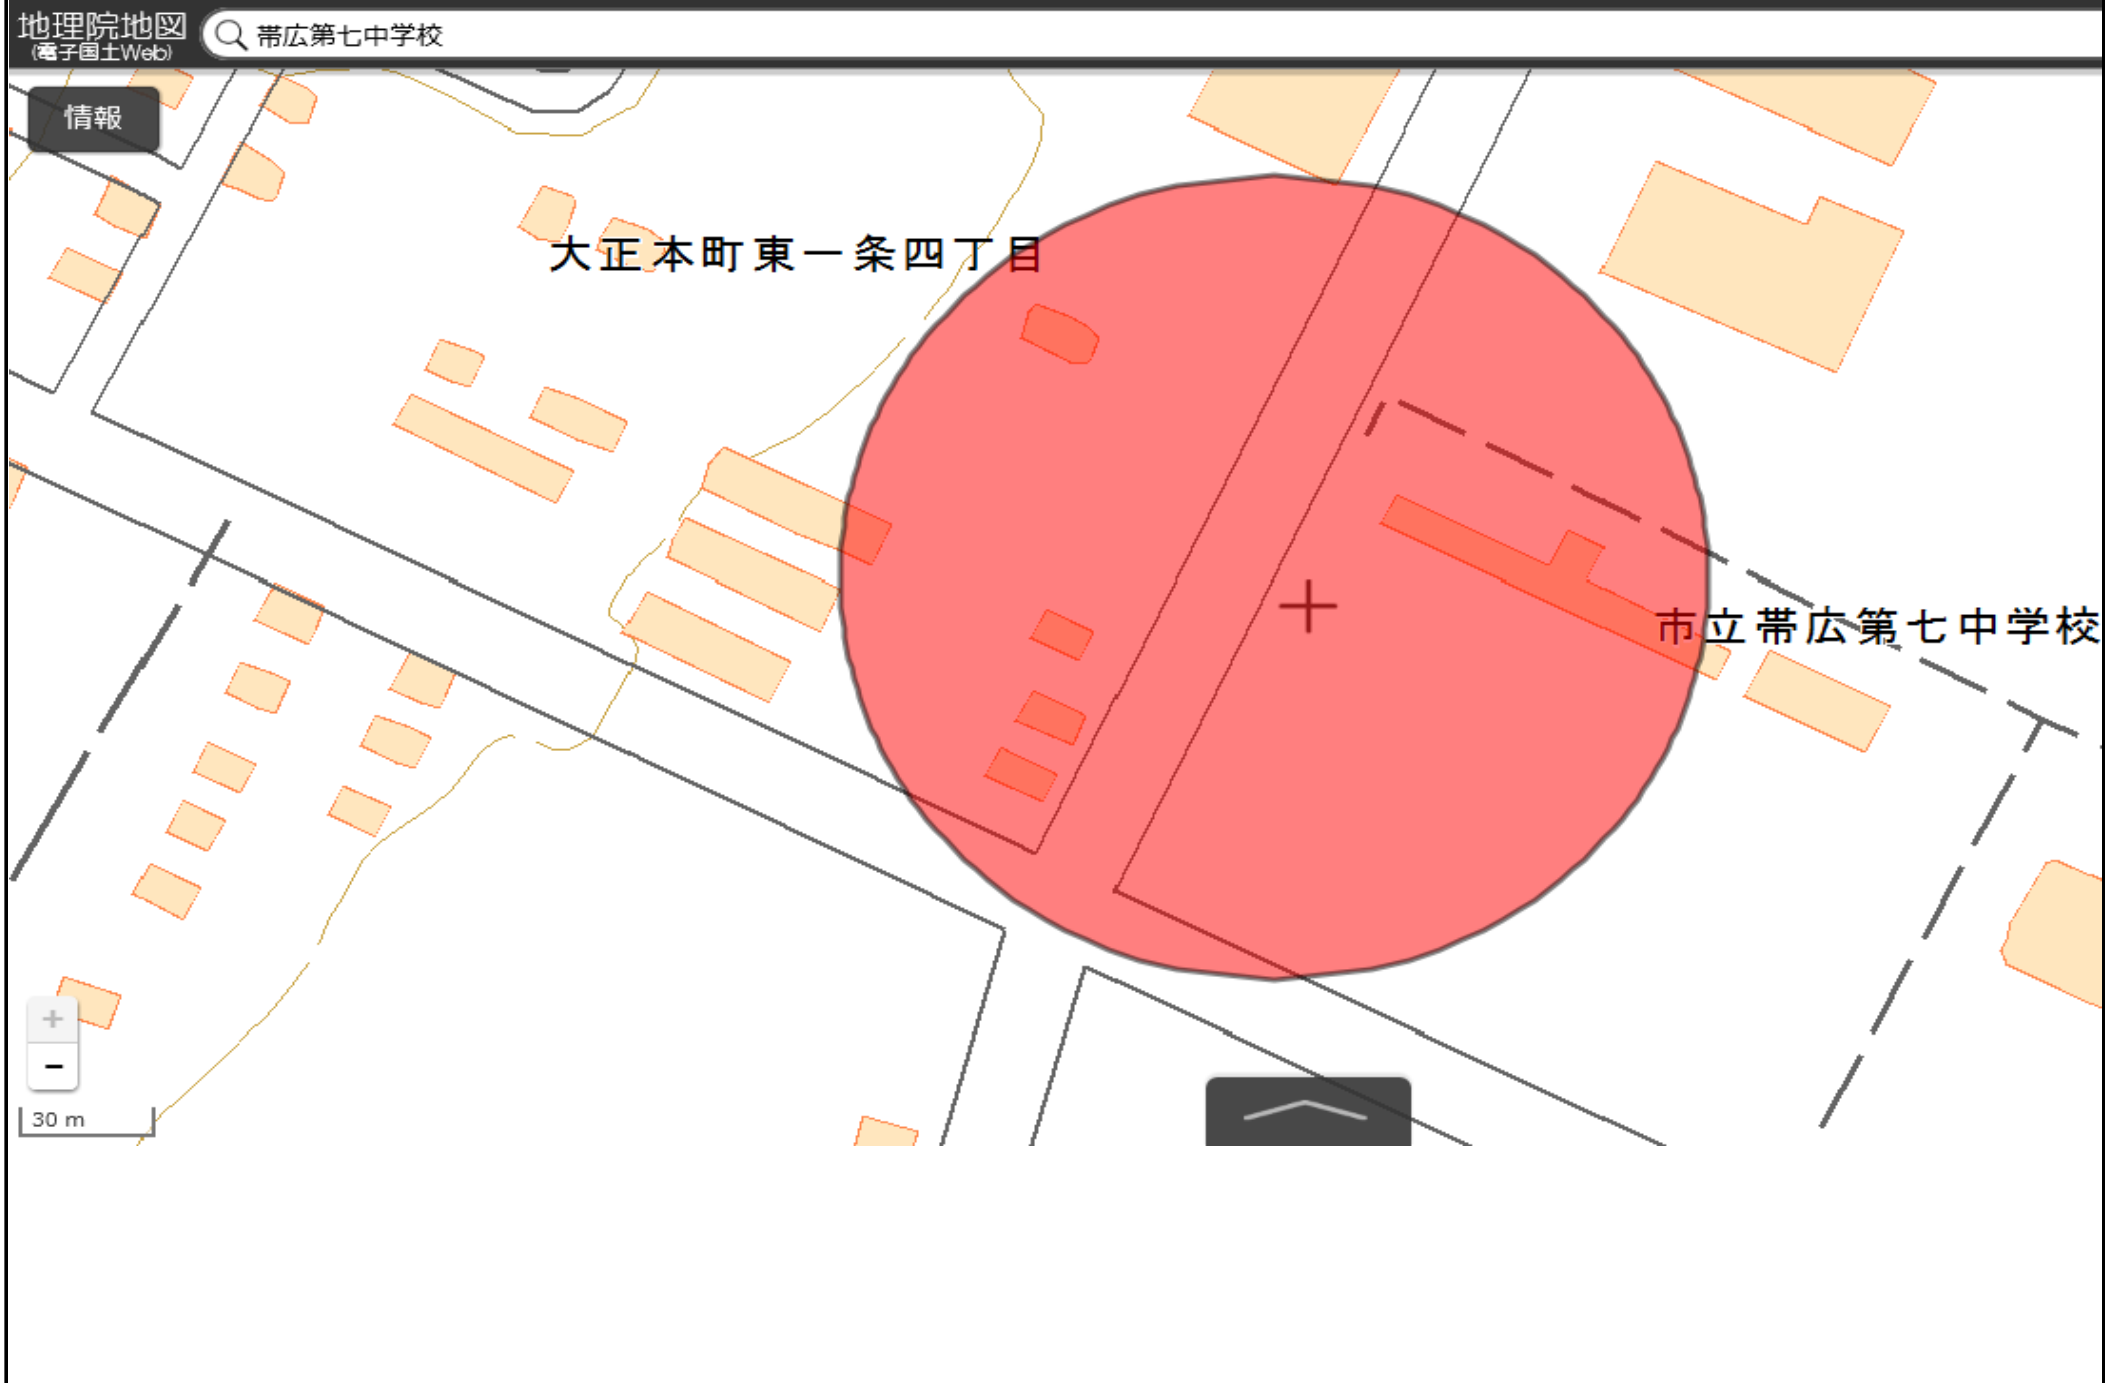 地理院地図
(電子国土Web)
帯広第七中学校
情報
大正本町東一条四丁目
市立帯広第七中学校
+
-
30 m